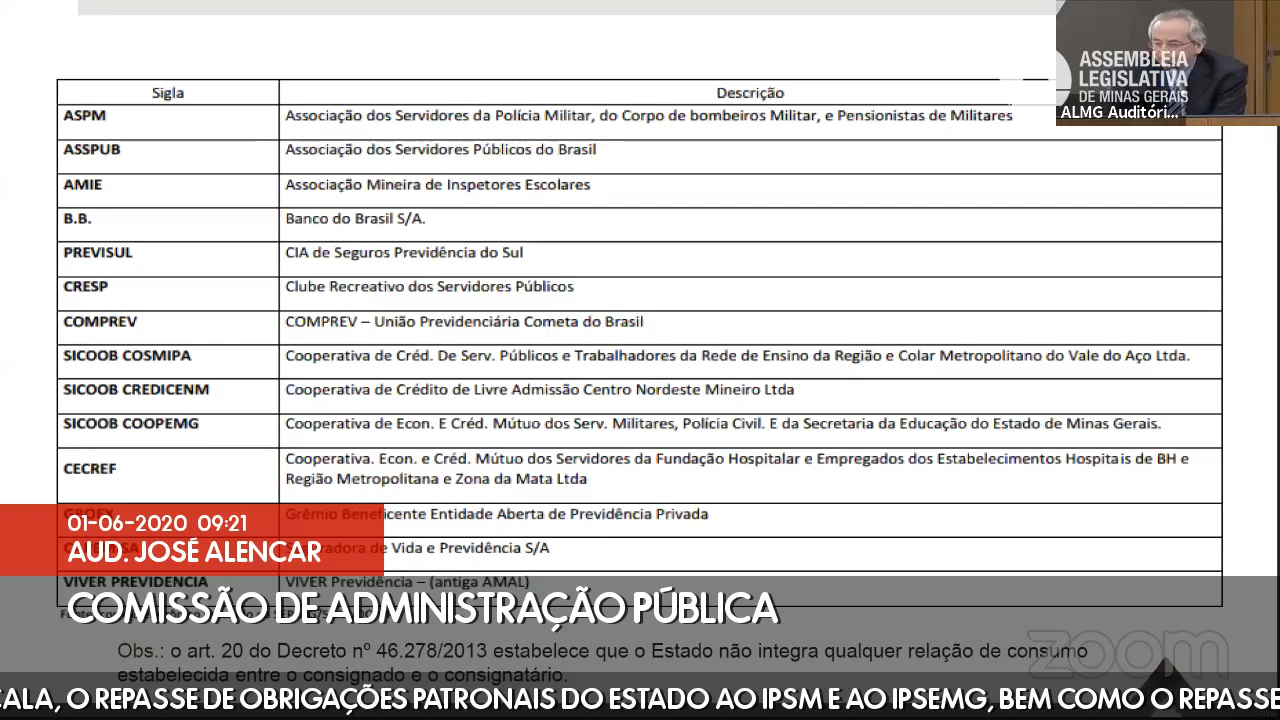 Sigla Descrição
ASPM Associação dos Servidores da Polícia Militar, do Corpo de bombeiros Militar, e Pensionistas de Militares
ASSPUB Associação dos Servidores Públicos do Brasil
AMIE Associação Mineira de Inspetores Escolares
B.B. Banco do Brasil S/A.
PREVISUL CIA de Seguros Previdência do Sul
CRESP Clube Recreativo dos Servidores Públicos
COMPREV COMPREV – União Previdenciária Cometa do Brasil
SICOOB COSMIPA Cooperativa de Créd. De Serv. Públicos e Trabalhadores da Rede de Ensino da Região e Colar Metropolitano do Vale do Aço Ltda.
SICOOB CREDICENM Cooperativa de Crédito de Livre Admissão Centro Nordeste Mineiro Ltda
SICOOB COOPEMG Cooperativa de Econ. E Créd. Mútuo dos Serv. Militares, Polícia Civil. E da Secretaria da Educação do Estado de Minas Gerais.
CECREF Cooperativa. Econ. e Créd. Mútuo dos Servidores da Fundação Hospitalar e Empregados dos Estabelecimentos Hospitais de BH e
Região Metropolitana e Zona da Mata Ltda
Grêmio Beneficente Entidade Aberta de Previdência Privada
de Vida e Previdência S/A
VIVER PREVIDENCIA VIVER Previdência – (antiga AMAL)
ASSEMBLEIA
LEGISLATIVA
DE MINAS GERAIS
ALMG Auditóri...
01-06-2020 09:21
AUD. JOSÉ ALENCAR
COMISSÃO DE ADMINISTRAÇÃO PÚBLICA
Obs.: o art. 20 do Decreto nº 46.278/2013 estabelece que o Estado não integra qualquer relação de consumo
estabelecida entre o consignado e o consignatário.
zoom
ÇALA, O REPASSE DE OBRIGAÇÕES PATRONAIS DO ESTADO AO IPSM E AO IPSEMG, BEM COMO O REPASSE